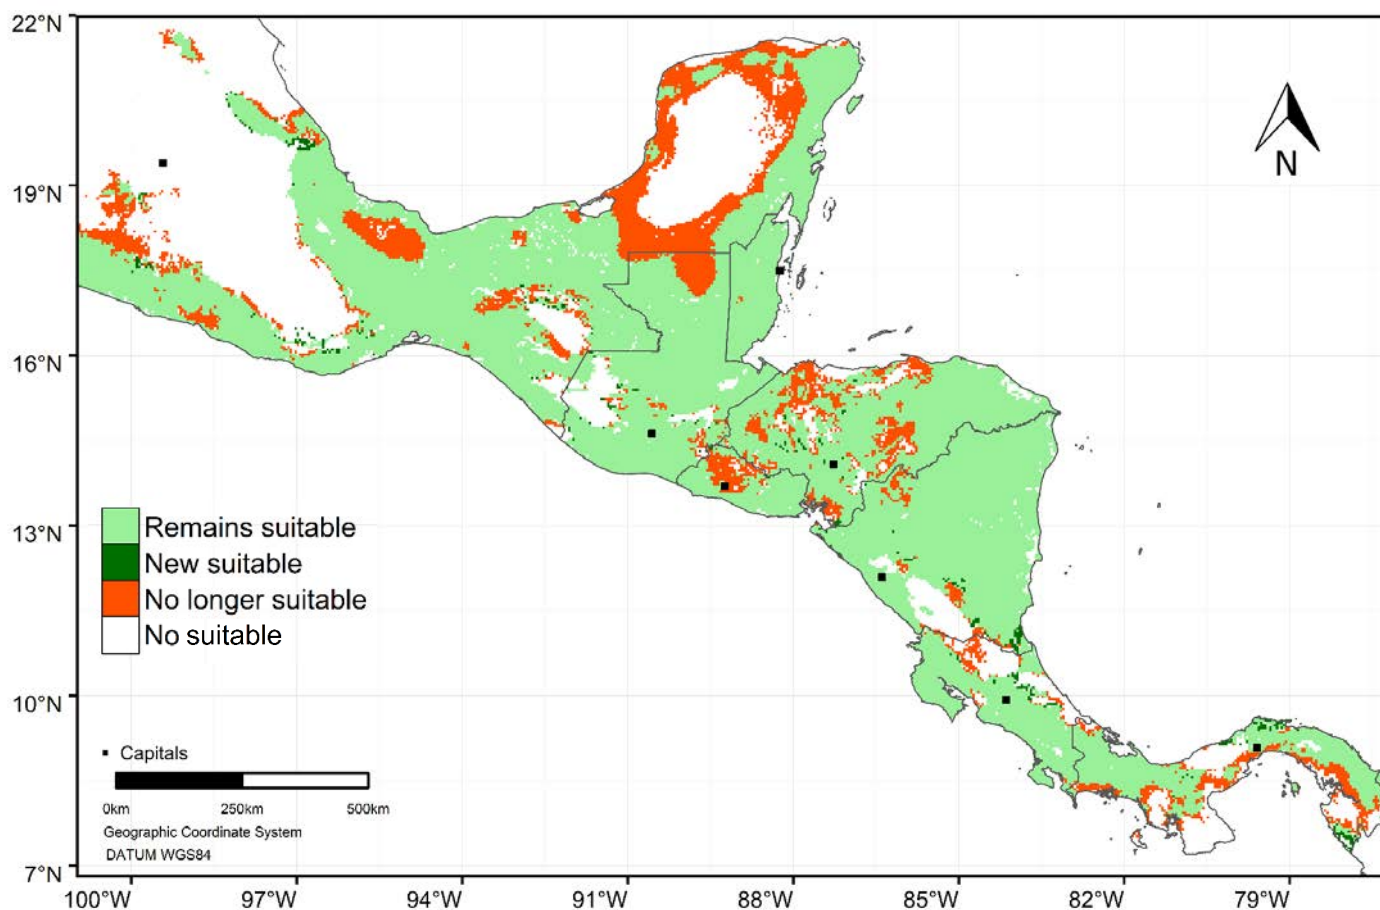 22°N
19°N
16°N
13°N
10°N
7°N
N
Remains suitable
New suitable
No longer suitable
No suitable
Capitals
0km 250km 500km
Geographic Coordinate System
DATUM WGS84
100°W 97°W 94°W 91°W 88°W 85°W 82°W 79°W